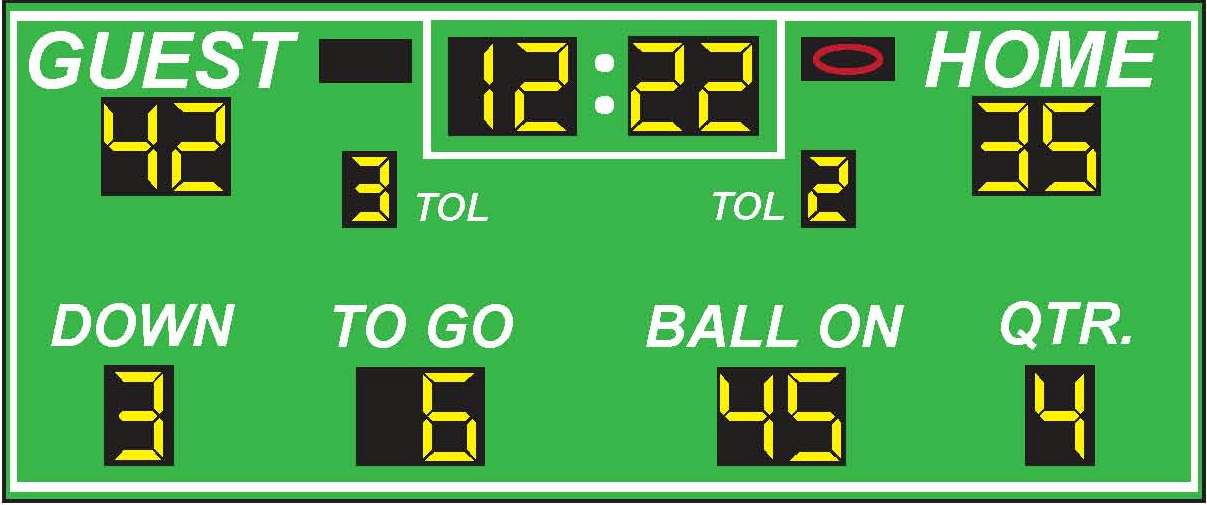 GUEST 12:22 HOME
42 35
3 TOL TOL 2
DOWN TO GO BALL ON QTR.
3 6 45 4